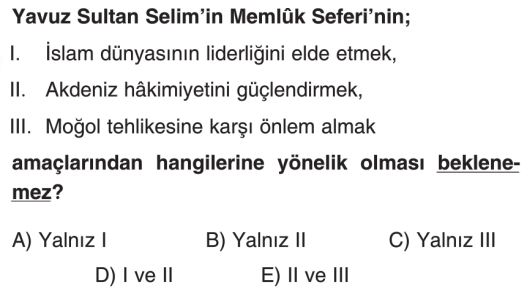 Yavuz Sultan Selim'in Memlûk Seferi'nin;
I. İslam dünyasının liderliğini elde etmek,
II. Akdeniz hâkimiyetini güçlendirmek,
III. Moğol tehlikesine karşı önlem almak
amaçlarından hangilerine yönelik olması beklene-
mez?
A) Yalnız I B) Yalnız II C) Yalnız III
D) I ve II E) II ve III